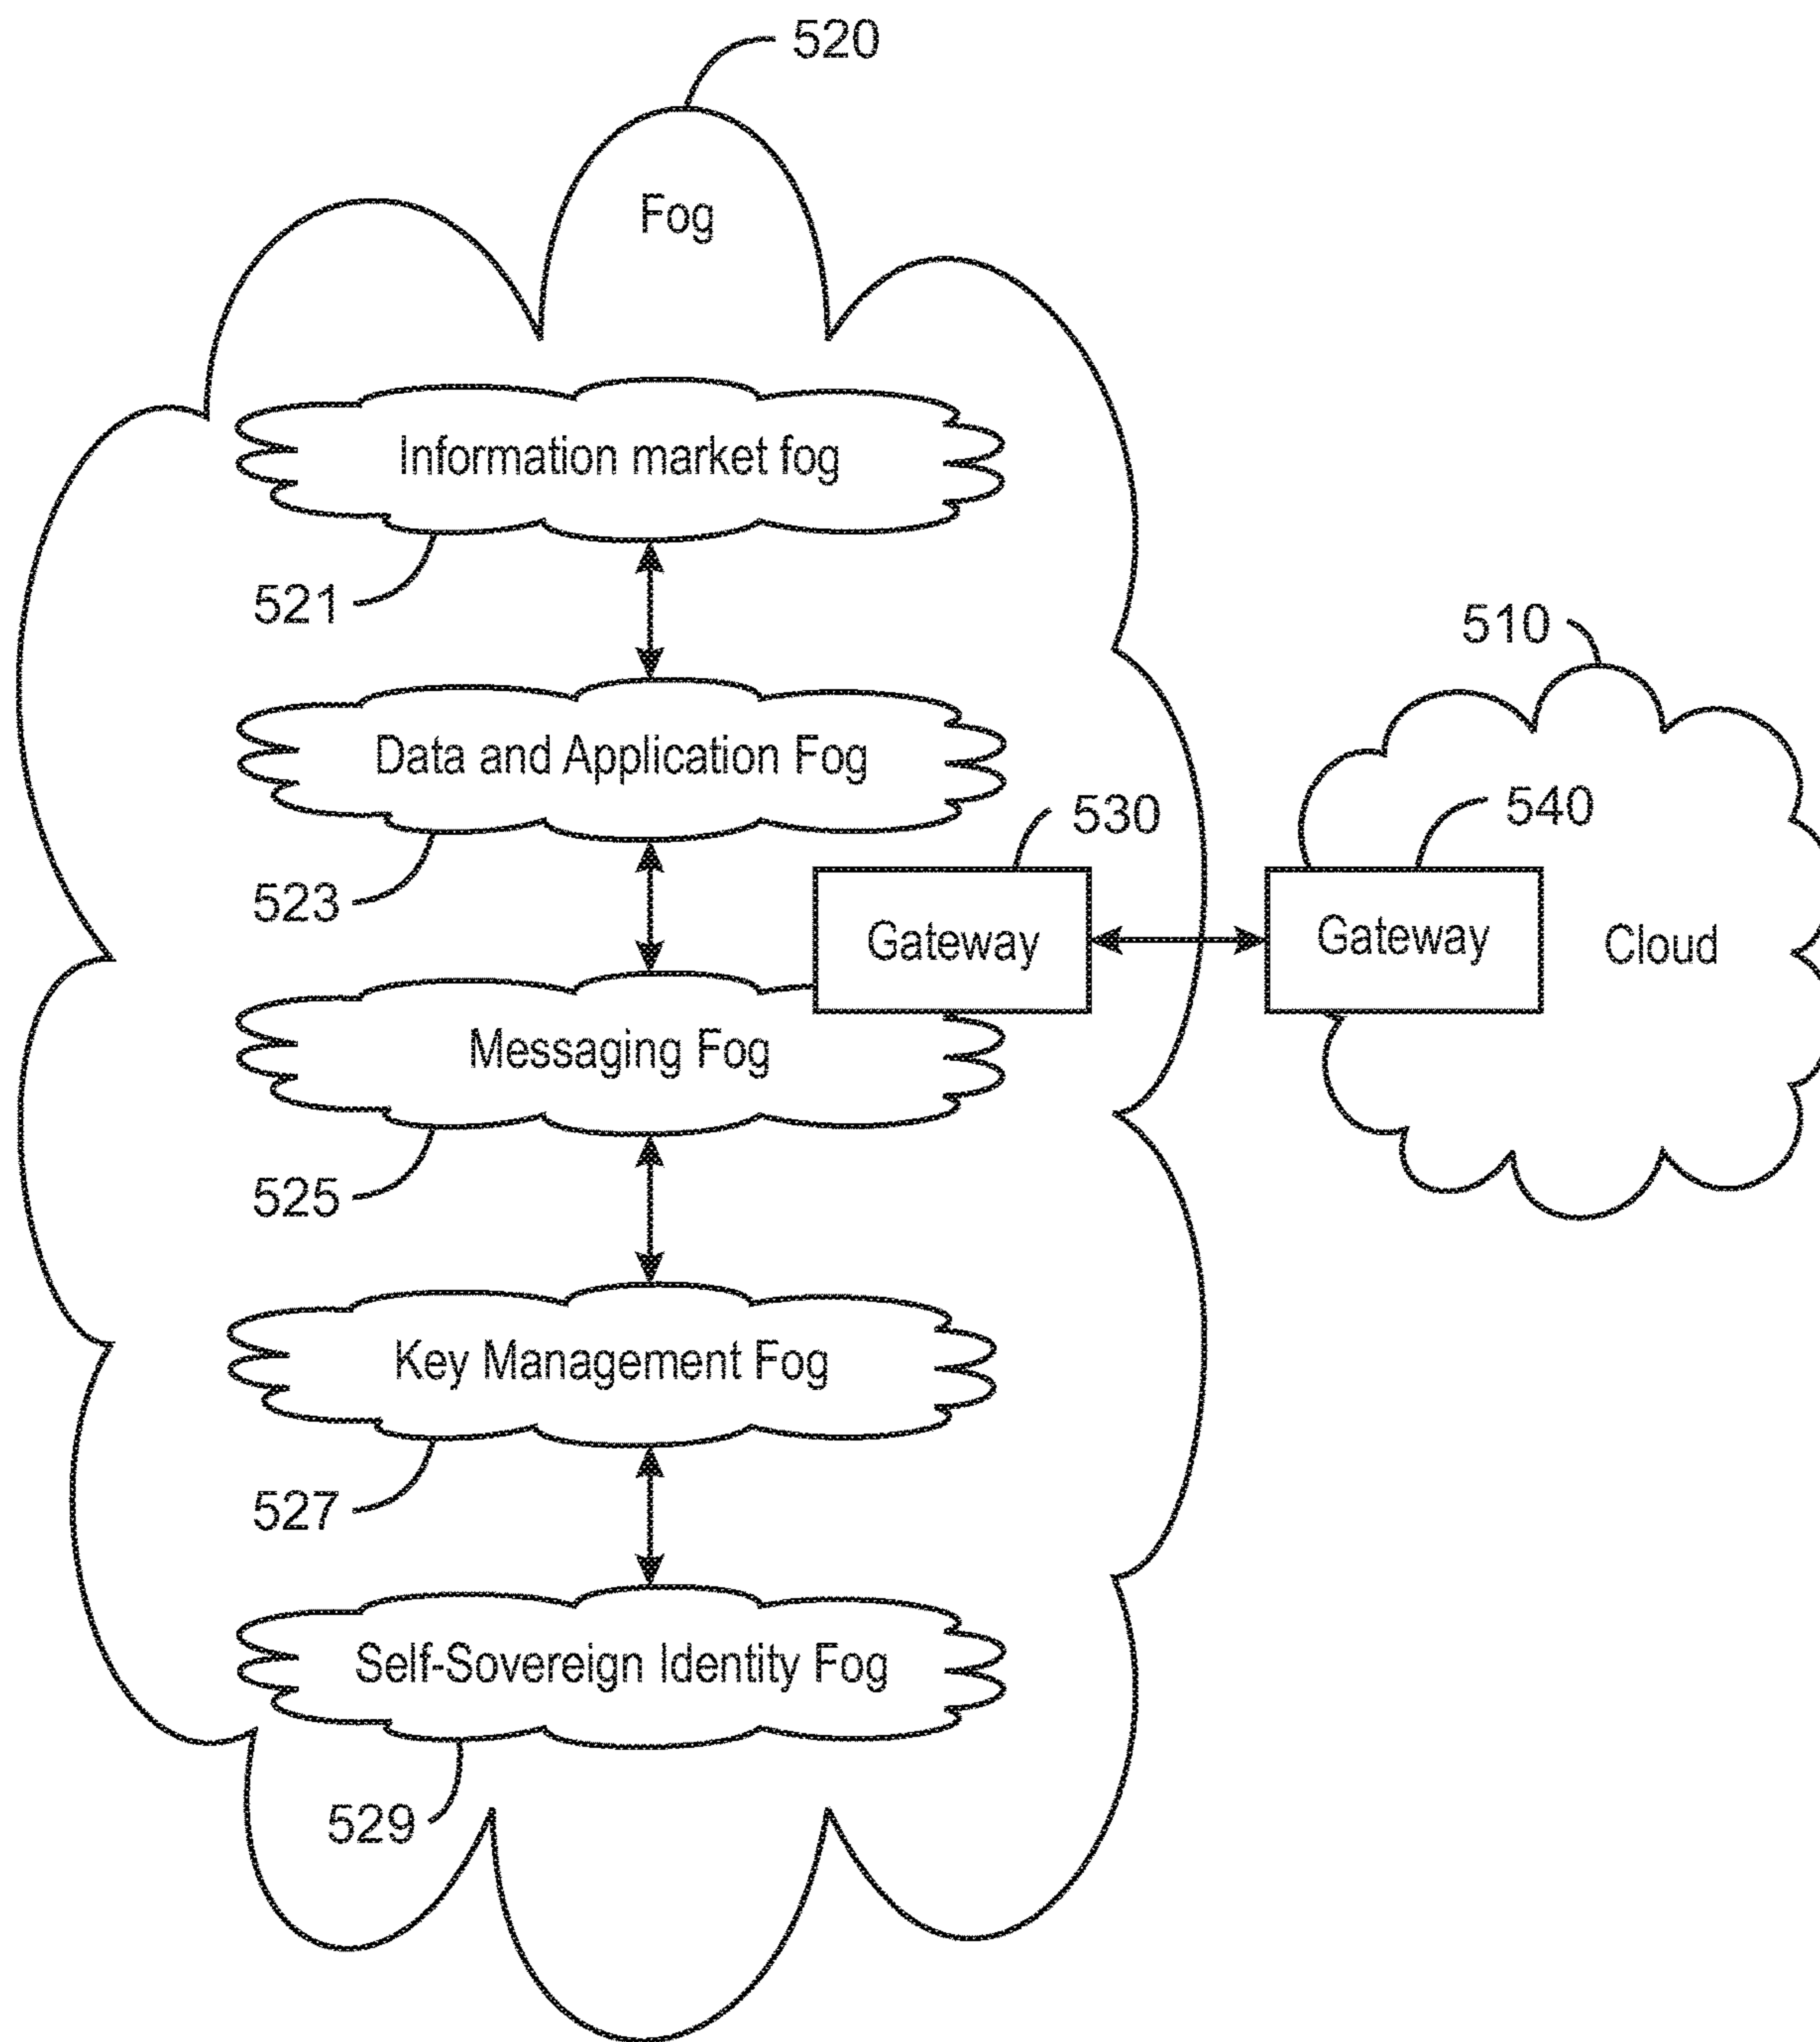 520
Fog
Information market fog
521
510
Data and Application Fog
530
540
523
Gateway
Gateway
Cloud
Messaging Fog
525
Key Management Fog
527
Self-Sovereign Identity Fog
529